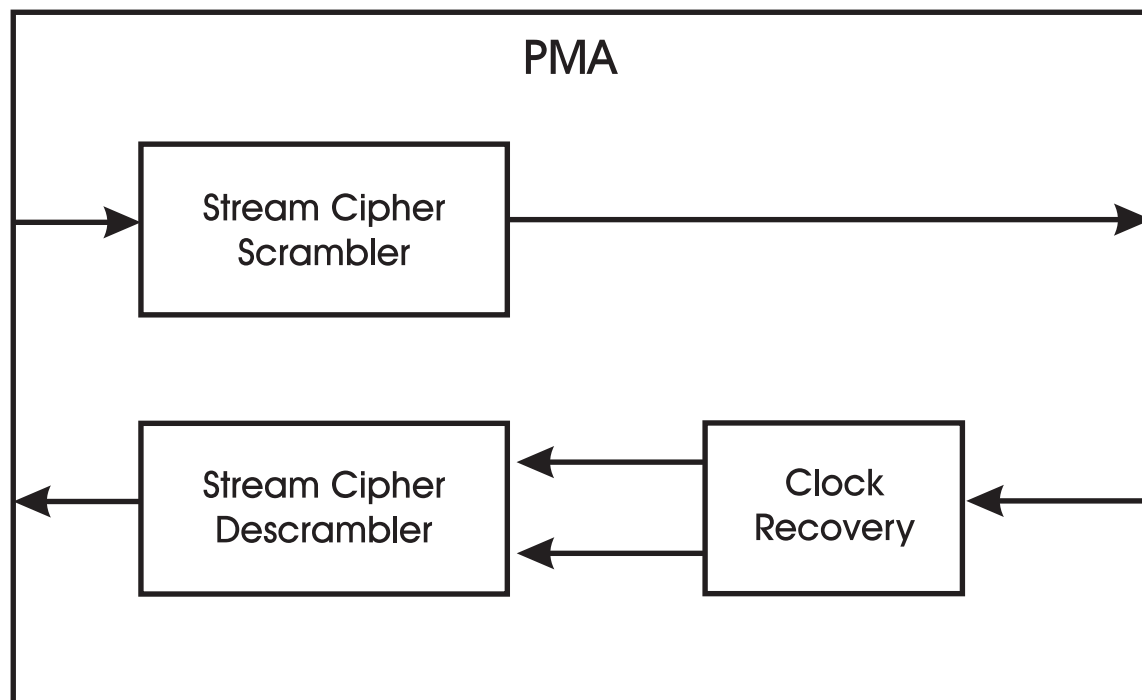 PMA
Stream Cipher
Scrambler
Stream Cipher
Descrambler
Clock
Recovery